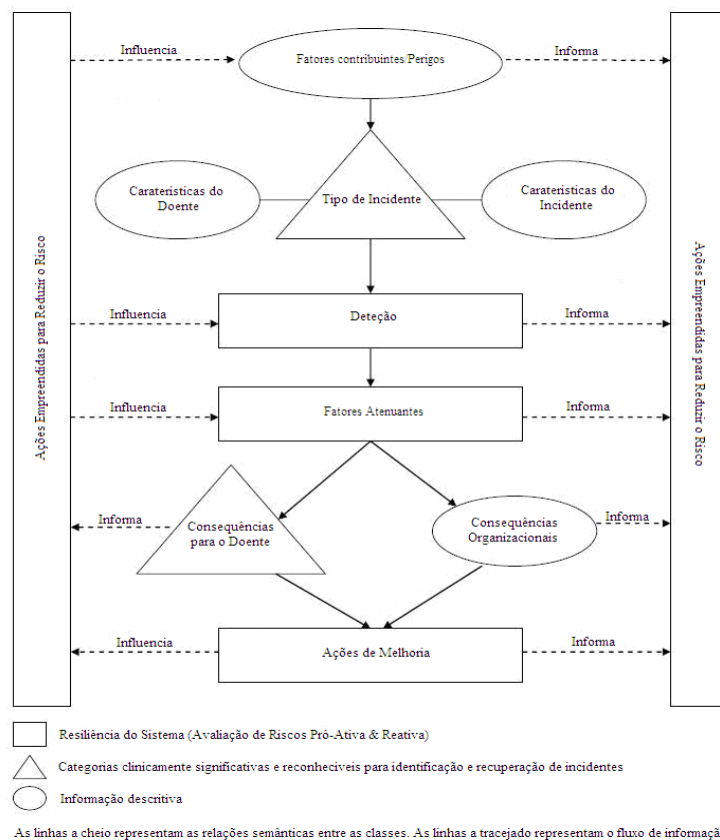 Influencia
Fatores contribuintes/Perigos
Informa
Caraterísticas do
Doente
Tipo de Incidente
Caraterísticas do
Incidente
Ações Empreendidas para Reduzir o Risco
Ações Empreendidas para Reduzir o Risco
Influencia
Deteção
Informa
Influencia
Fatores Atenuantes
Informa
Informa
Consequências
para o Doente
Consequências
Organizacionais
Informa
Influencia
Ações de Melhoria
Informa
Resiliência do Sistema (Avaliação de Riscos Pró-Ativa & Reativa)
Categorias clinicamente significativas e reconhecíveis para identificação e recuperação de incidentes
Informação descritiva
As linhas a cheio representam as relações semânticas entre as classes. As linhas a tracejado representam o fluxo de informaçã